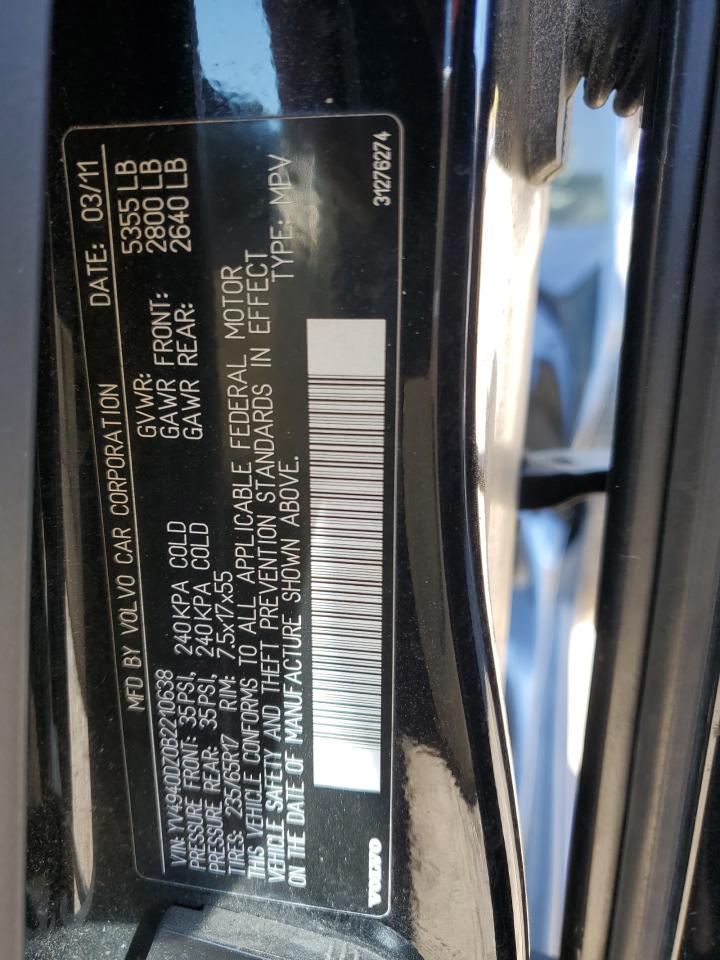 MFD BY VOLVO CAR CORPORATION DATE: 03/11
GVWR: 5355 LB
GAWR FRONT: 2800 LB
GAWR REAR: 2640 LB
VIN: YV4940DZ0B2210638
PRESSURE FRONT: 35PSI, 240KPA COLD
PRESSURE REAR: 35PSI, 240KPA COLD
TIRES: 235/65R17 RIM: 7.5x17x55
THIS VEHICLE CONFORMS TO ALL APPLICABLE FEDERAL MOTOR
VEHICLE SAFETY AND THEFT PREVENTION STANDARDS IN EFFECT
ON THE DATE OF MANUFACTURE SHOWN ABOVE. TYPE: MPV
VOLVO 31276274